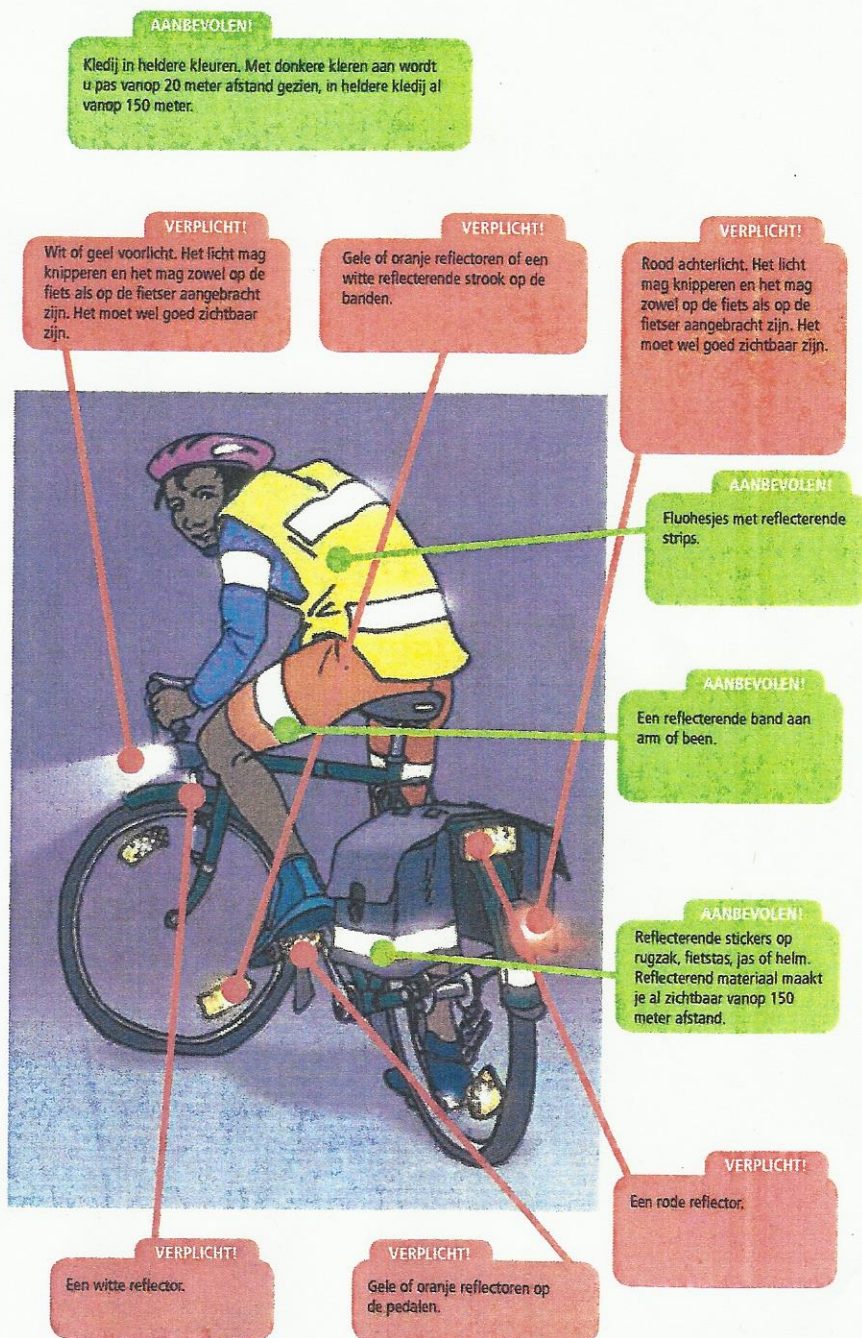 AANBEVOLEN!
Kledij in heldere kleuren. Met donkere kleren aan wordt
u pas vanop 20 meter afstand gezien, in heldere kledij al
vanop 150 meter.
VERPLICHT!
Wit of geel voorlicht. Het licht mag
knipperen en het mag zowel op de
fiets als op de fietser aangebracht
zijn. Het moet wel goed zichtbaar
zijn.
VERPLICHT!
Gele of oranje reflectoren of een
witte reflecterende strook op de
banden.
VERPLICHT!
Rood achterlicht. Het licht
mag knipperen en het mag
zowel op de fiets als op de
fietser aangebracht zijn. Het
moet wel goed zichtbaar zijn.
AANBEVOLEN!
Fluohesjes met reflecterende
strips.
AANBEVOLEN!
Een reflecterende band aan
arm of been.
AANBEVOLEN!
Reflecterende stickers op
rugzak, fietstas, jas of helm.
Reflecterend materiaal maakt
je al zichtbaar vanop 150
meter afstand.
VERPLICHT!
Een rode reflector.
VERPLICHT!
Een witte reflector.
VERPLICHT!
Gele of oranje reflectoren op
de pedalen.